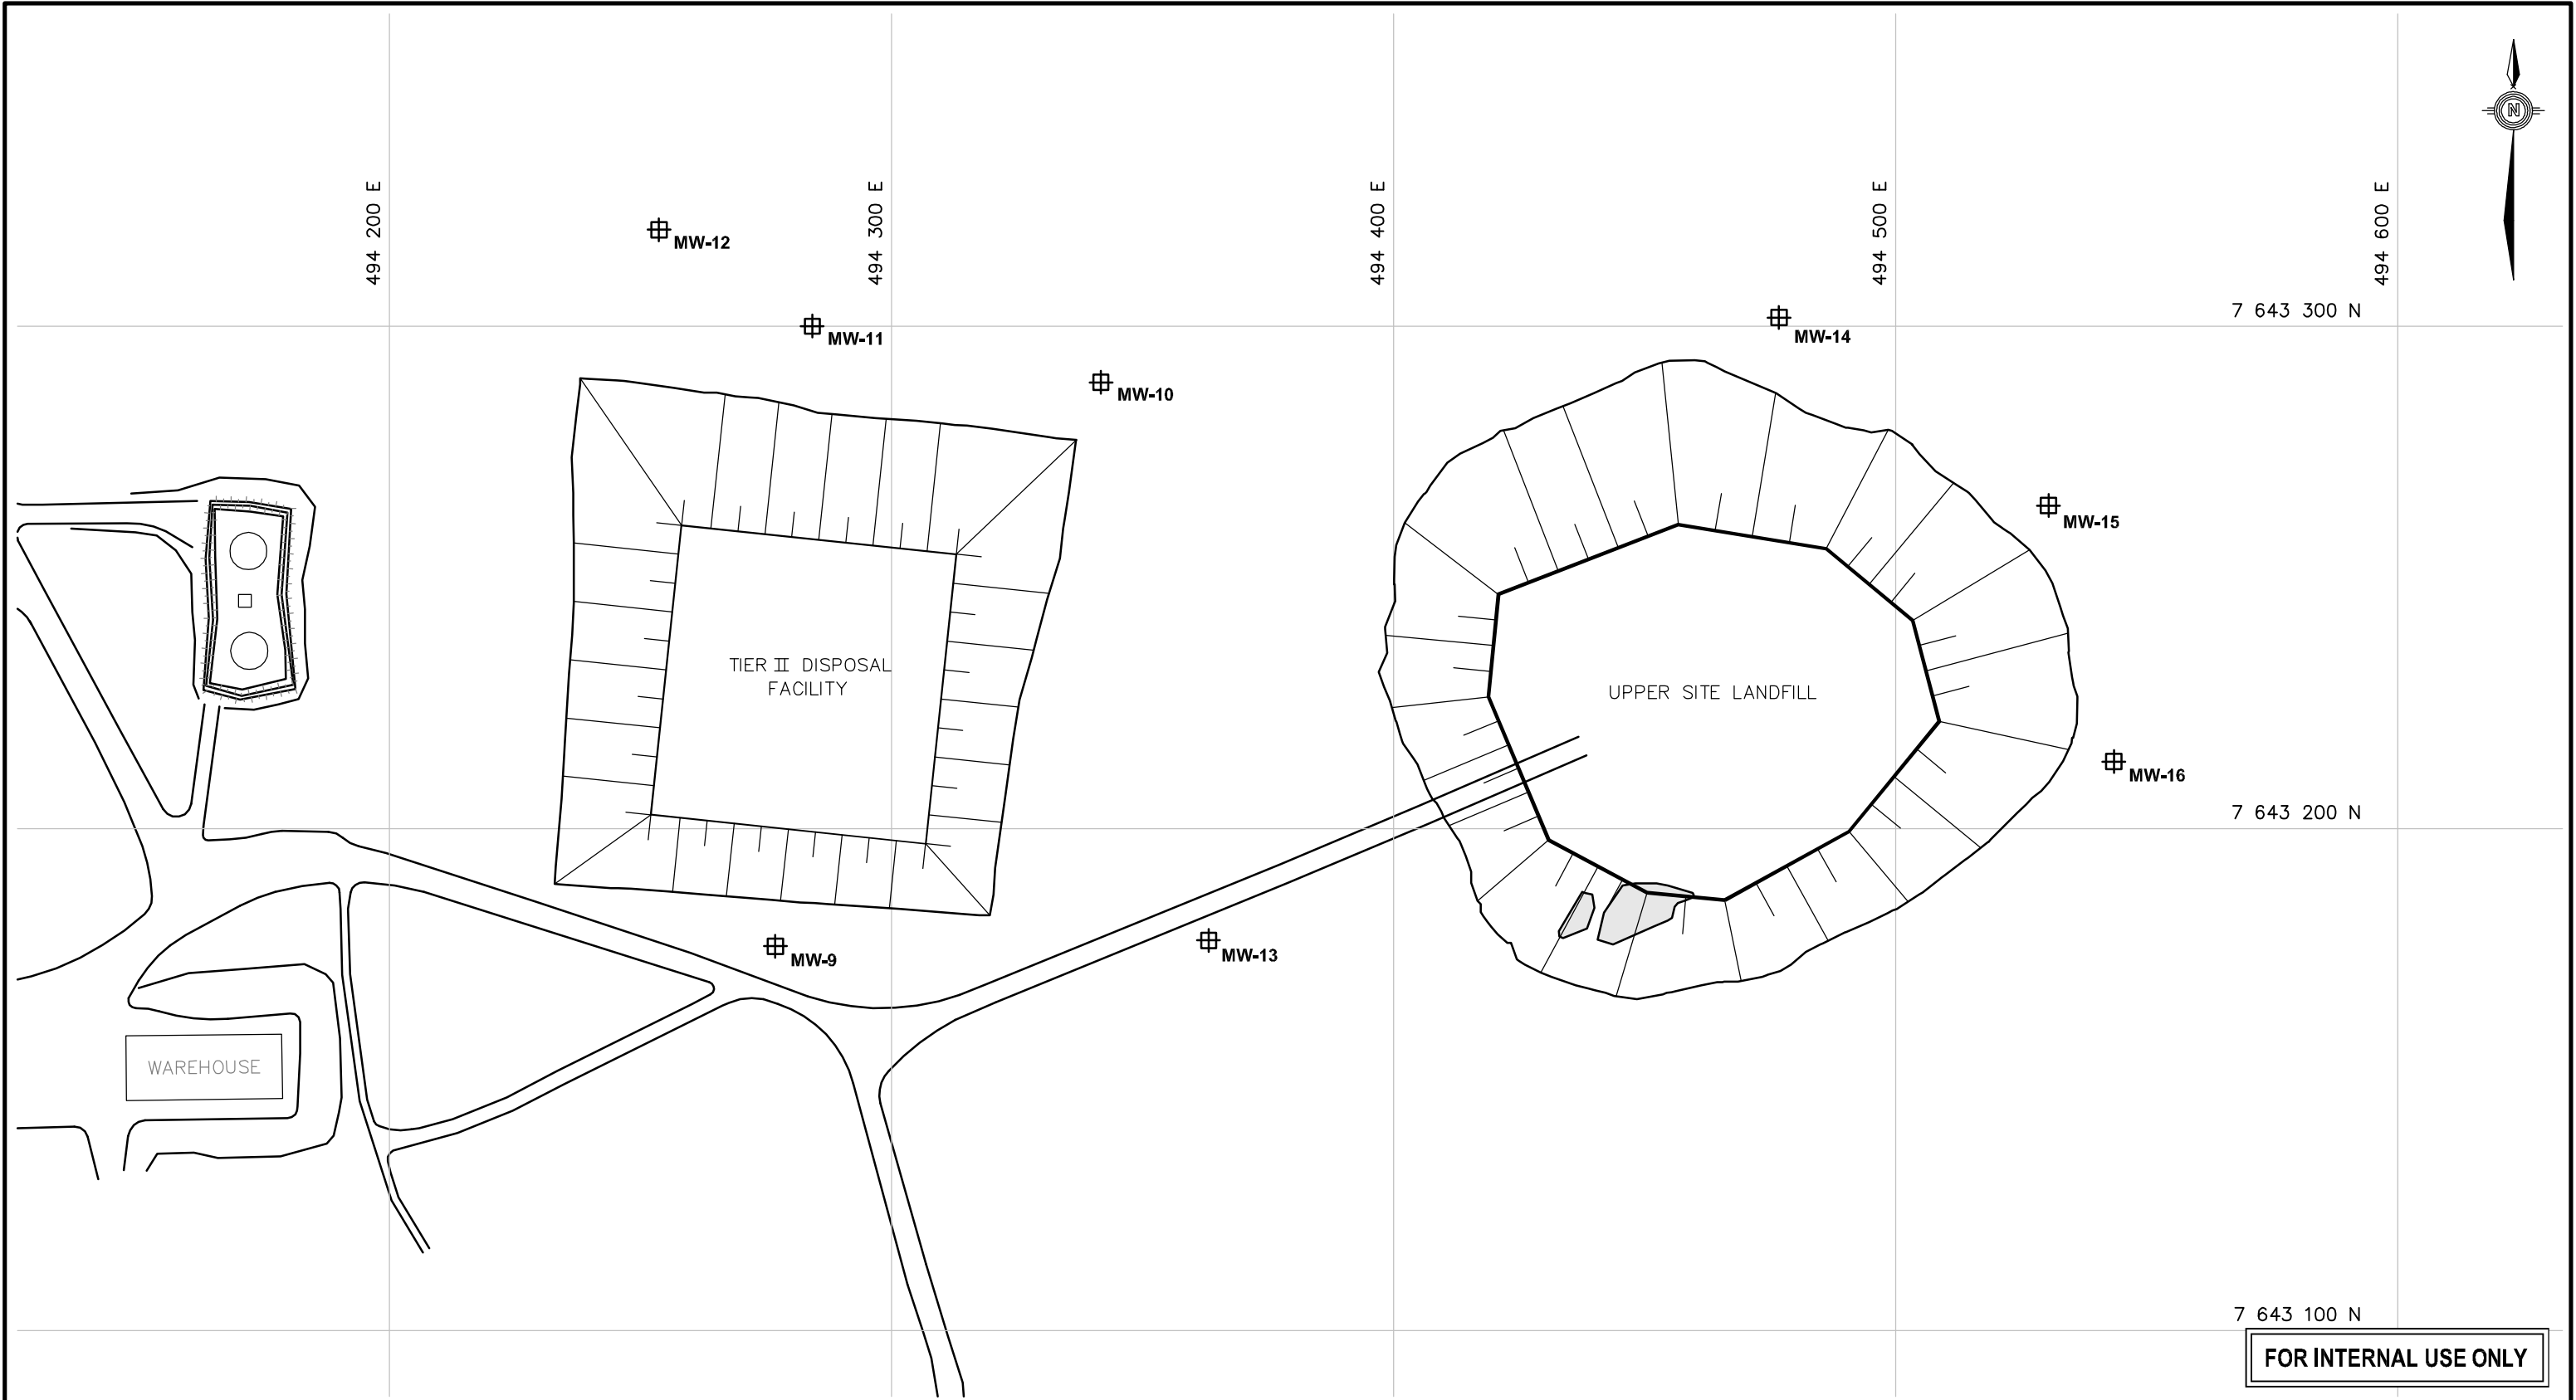 N
494 200 E
494 300 E
494 400 E
494 500 E
494 600 E
MW-12
7 643 300 N
MW-11
MW-14
MW-10
MW-15
TIER II DISPOSAL
FACILITY
UPPER SITE LANDFILL
MW-16
7 643 200 N
MW-9
MW-13
WAREHOUSE
7 643 100 N
FOR INTERNAL USE ONLY